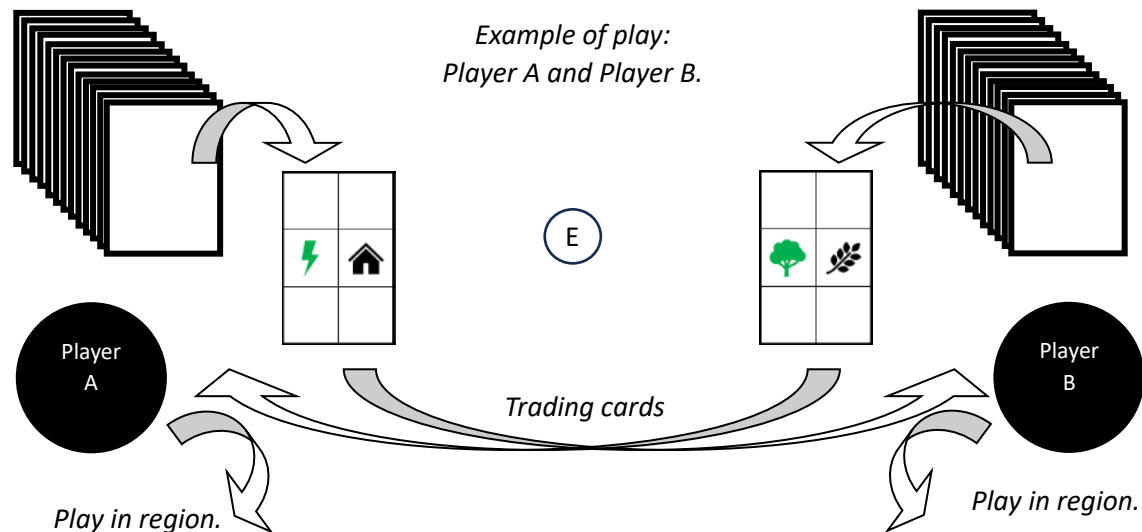 Example of play:
Player A and Player B.
E
Player
A
Player
B
Trading cards
Play in region.
Play in region.